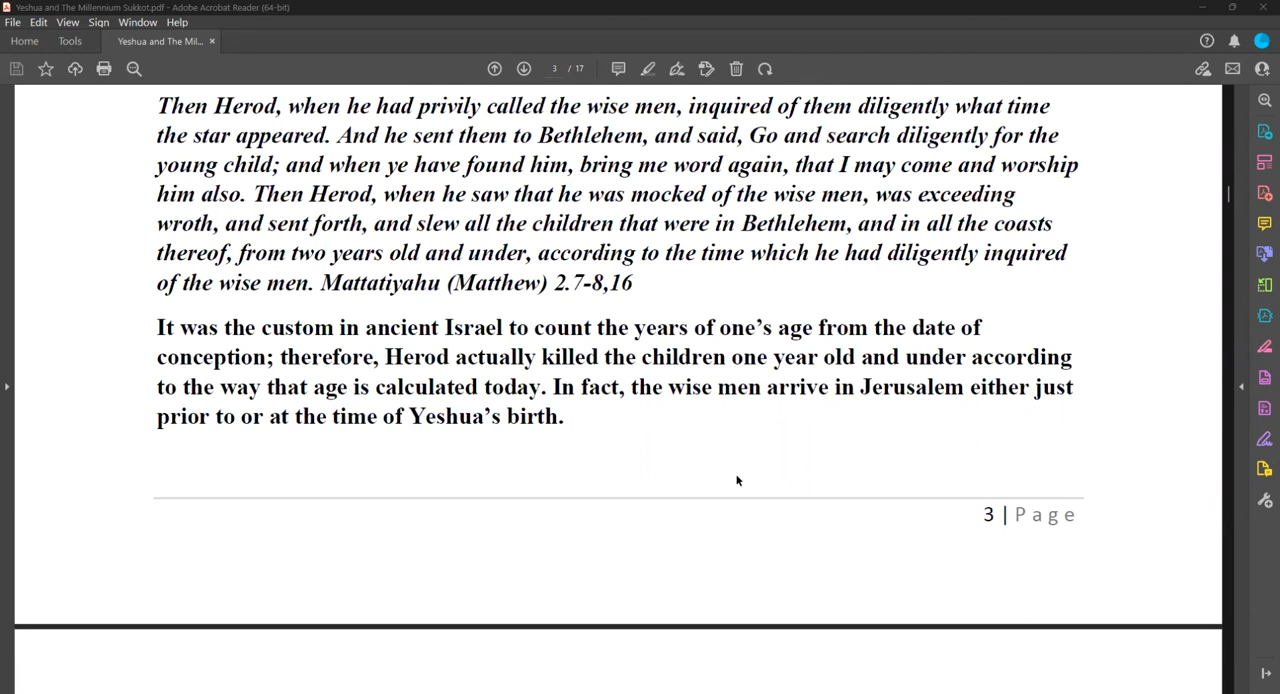 Yeshua and The Millennium Sukkot.pdf - Adobe Acrobat Reader (64-bit)
File Edit View Sign Window Help
Home Tools Yeshua and The Mil... ×
3 / 17
Then Herod, when he had privily called the wise men, inquired of them diligently what time
the star appeared. And he sent them to Bethlehem, and said, Go and search diligently for the
young child; and when ye have found him, bring me word again, that I may come and worship
him also. Then Herod, when he saw that he was mocked of the wise men, was exceeding
wroth, and sent forth, and slew all the children that were in Bethlehem, and in all the coasts
thereof, from two years old and under, according to the time which he had diligently inquired
of the wise men. Mattatiyahu (Matthew) 2.7-8,16
It was the custom in ancient Israel to count the years of one’s age from the date of
conception; therefore, Herod actually killed the children one year old and under according
to the way that age is calculated today. In fact, the wise men arrive in Jerusalem either just
prior to or at the time of Yeshua’s birth.
3 | Page